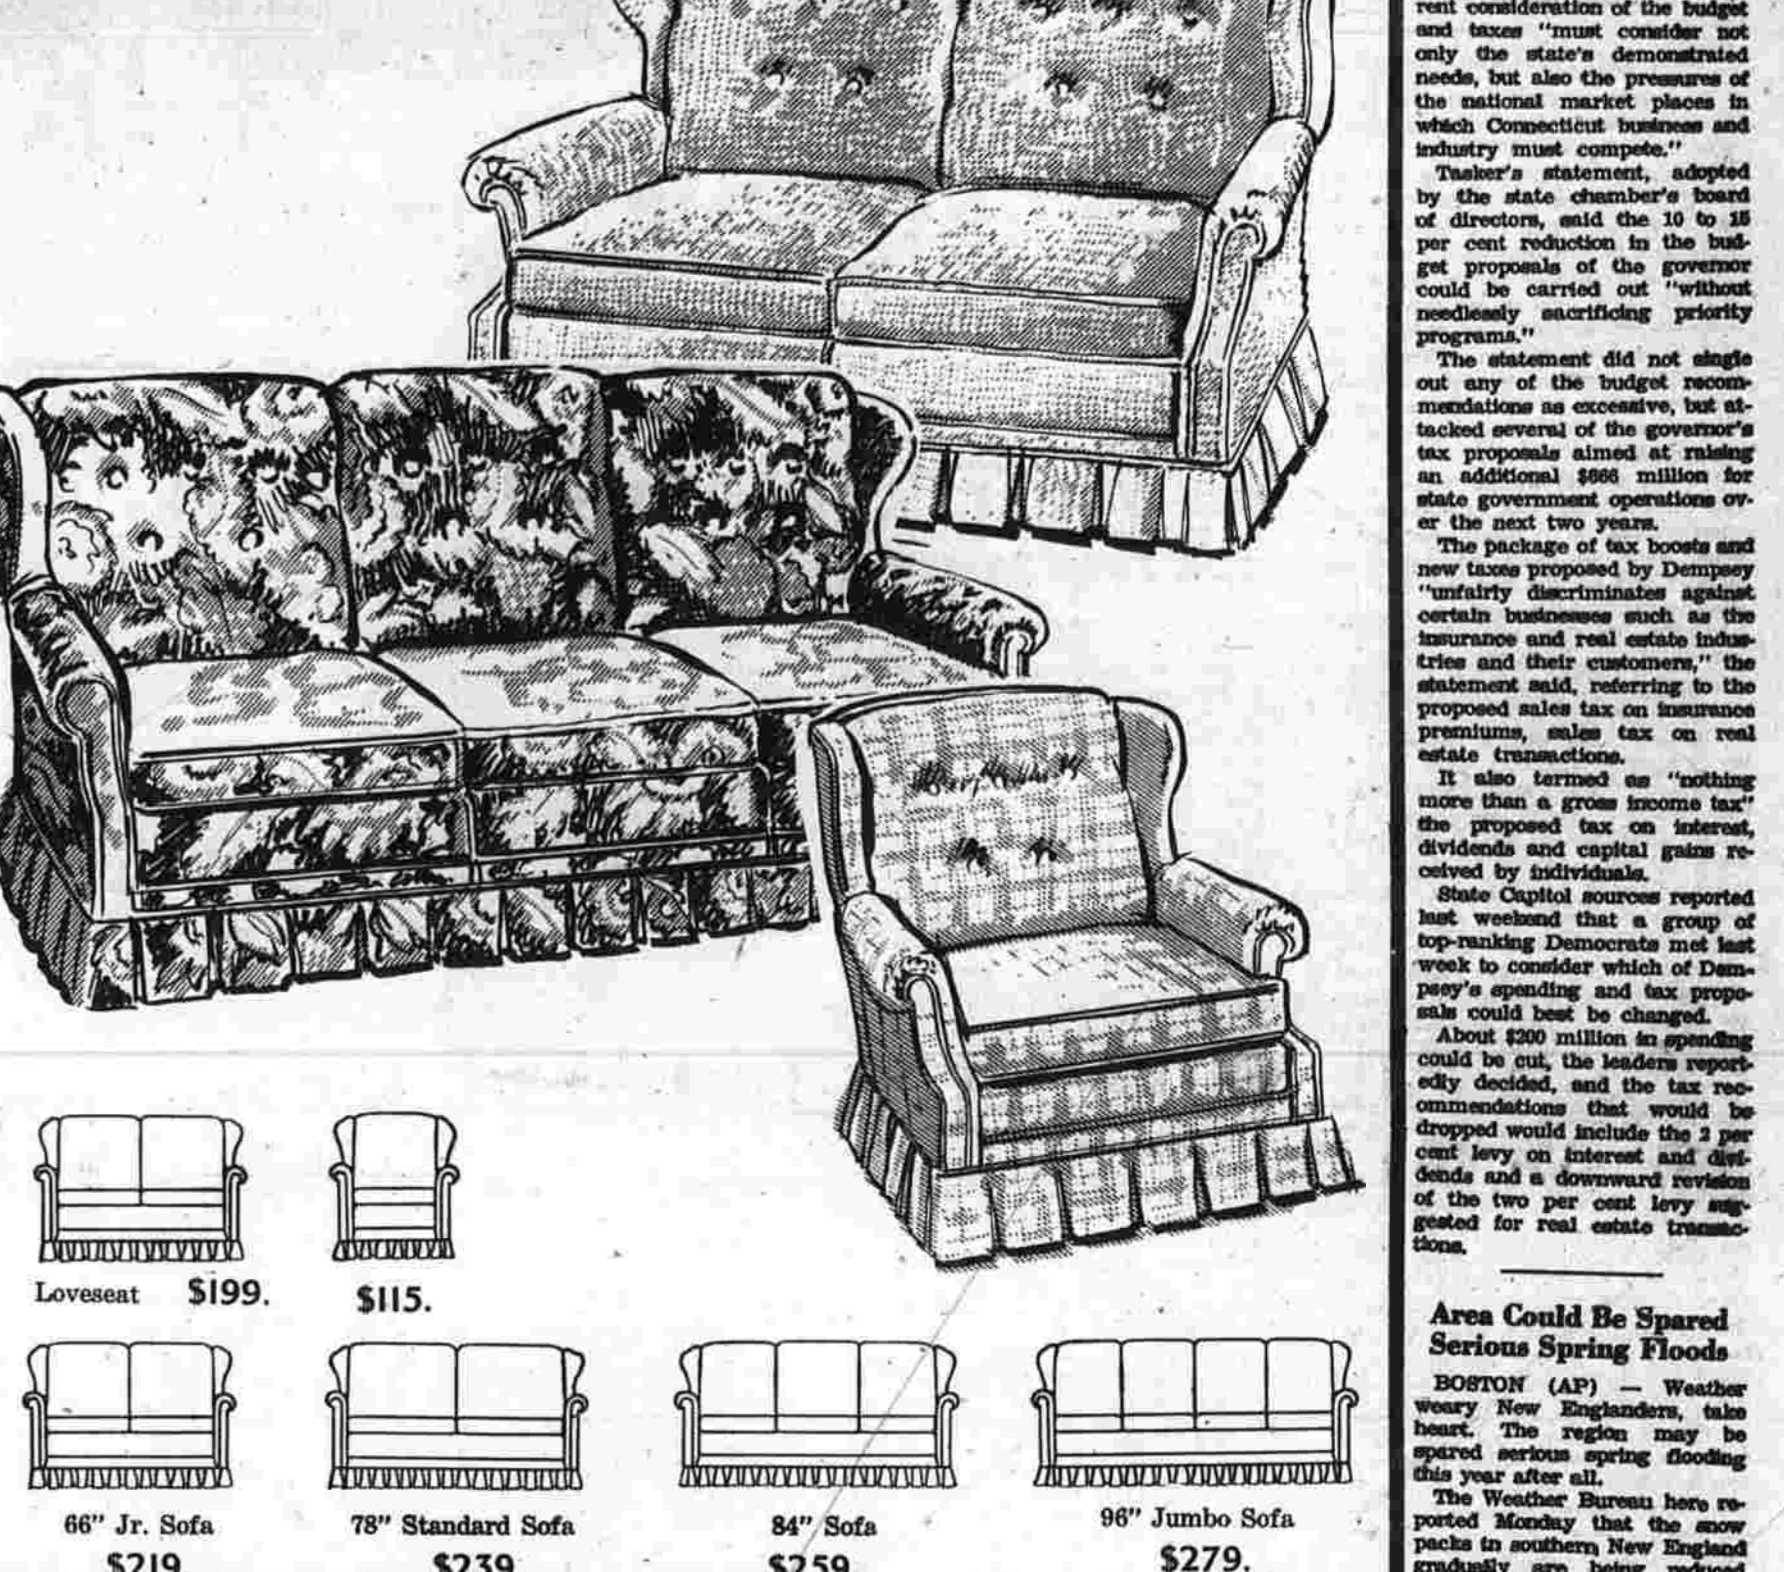 Loveseat $199.
$115.
66" Jr. Sofa
78" Standard Sofa
84" Sofa
96" Jumbo Sofa
$219.
$239.
$259.
$279.
rent consideration of the budget
and taxes "must consider not
only the state's demonstrated
needs, but also the pressures of
the national market places in
which Connecticut business and
industry must compete."
Tasker's statement, adopted
by the state chamber's board
of directors, said the 10 to 15
per cent reduction in the bud-
get proposals of the governor
could be carried out "without
needlessly sacrificing priority
programs."
The statement did not single
out any of the budget recom-
mendations as excessive, but at-
tacked several of the governor's
tax proposals aimed at raising
an additional $666 million for
state government operations ov-
er the next two years.
The package of tax boosts and
new taxes proposed by Dempsey
"unfairly discriminates against
certain businesses such as the
insurance and real estate indus-
tries and their customers," the
statement said, referring to the
proposed sales tax on insurance
premiums, sales tax on real
estate transactions.
It also termed as "nothing
more than a gross income tax"
the proposed tax on interest,
dividends and capital gains re-
ceived by individuals.
State Capitol sources reported
last weekend that a group of
top-ranking Democrats met last
week to consider which of Dem-
psey's spending and tax propo-
sals could best be changed.
About $200 million in spending
could be cut, the leaders report-
edly decided, and the tax rec-
ommendations that would be
dropped would include the 2 per
cent levy on interest and divi-
dends and a downward revision
of the two per cent levy sug-
gested for real estate transac-
tions.
Area Could Be Spared
Serious Spring Floods
BOSTON (AP) — Weather
weary New Englanders, take
heart. The region may be
spared serious spring flooding
this year after all.
The Weather Bureau here re-
ported Monday that the snow
packs in southern New England
gradually are being reduced